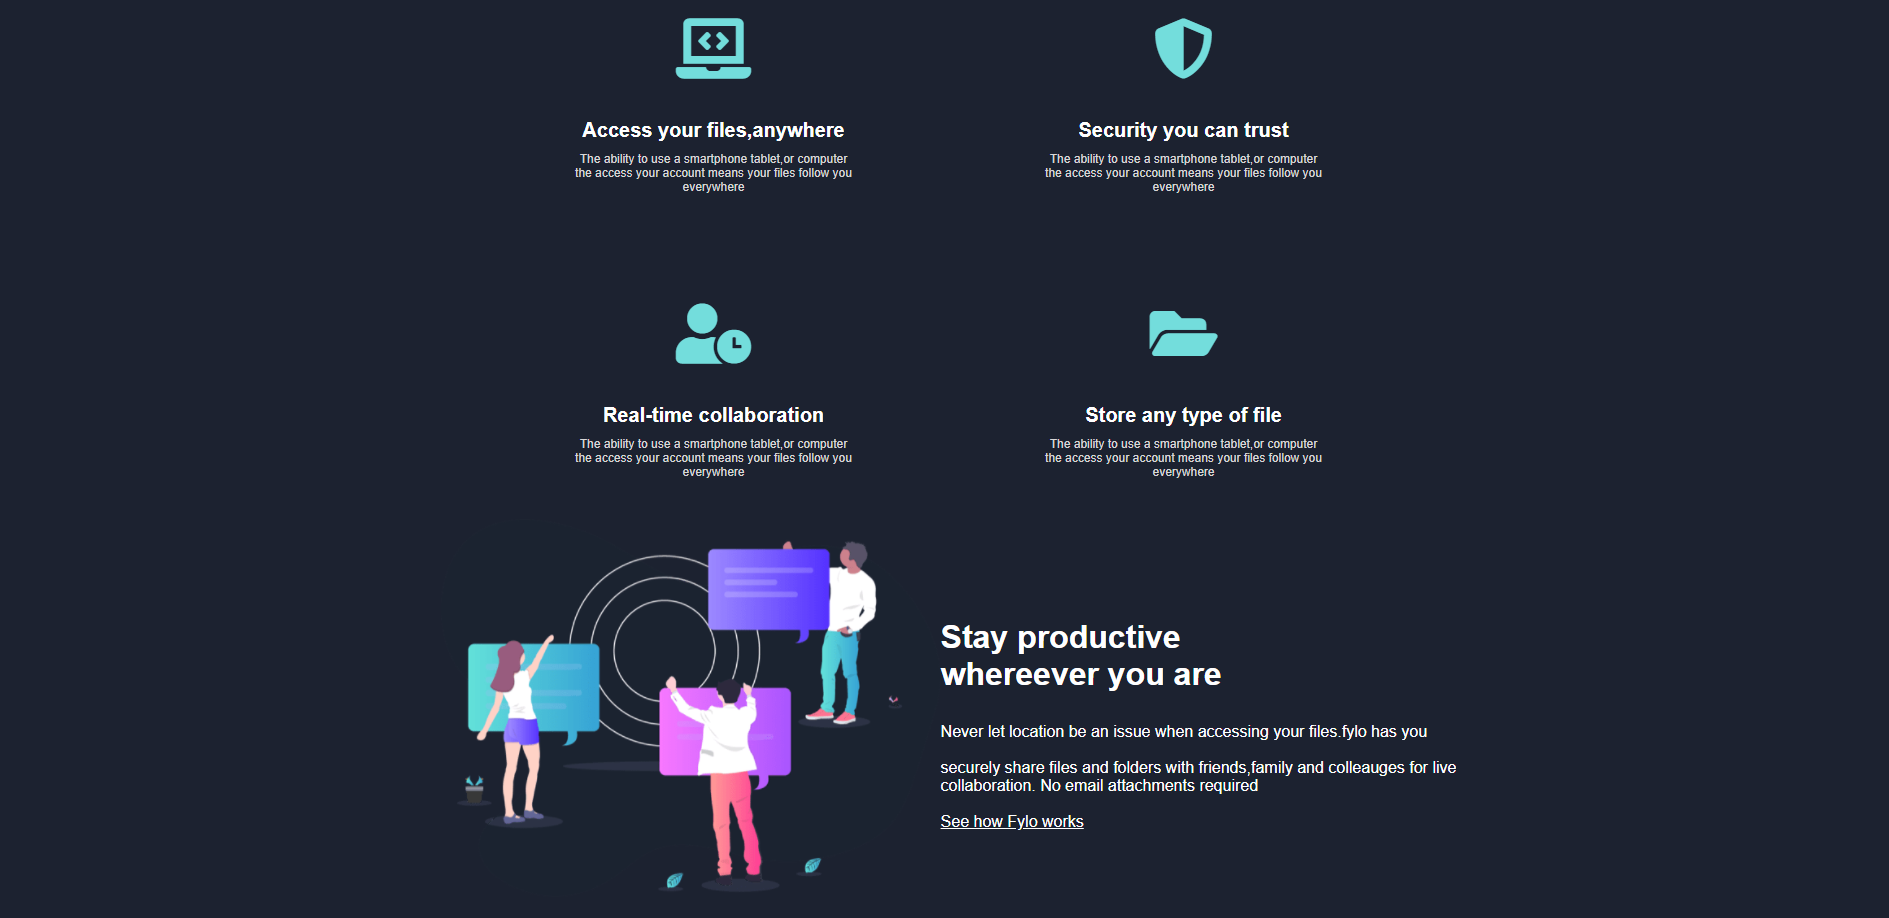 Access your files,anywhere
The ability to use a smartphone tablet,or computer
the access your account means your files follow you
everywhere
Security you can trust
The ability to use a smartphone tablet,or computer
the access your account means your files follow you
everywhere
Real-time collaboration
The ability to use a smartphone tablet,or computer
the access your account means your files follow you
everywhere
Store any type of file
The ability to use a smartphone tablet,or computer
the access your account means your files follow you
everywhere
Stay productive
whereever you are
Never let location be an issue when accessing your files.fylo has you
securely share files and folders with friends,family and colleauges for live
collaboration. No email attachments required
See how Fylo works